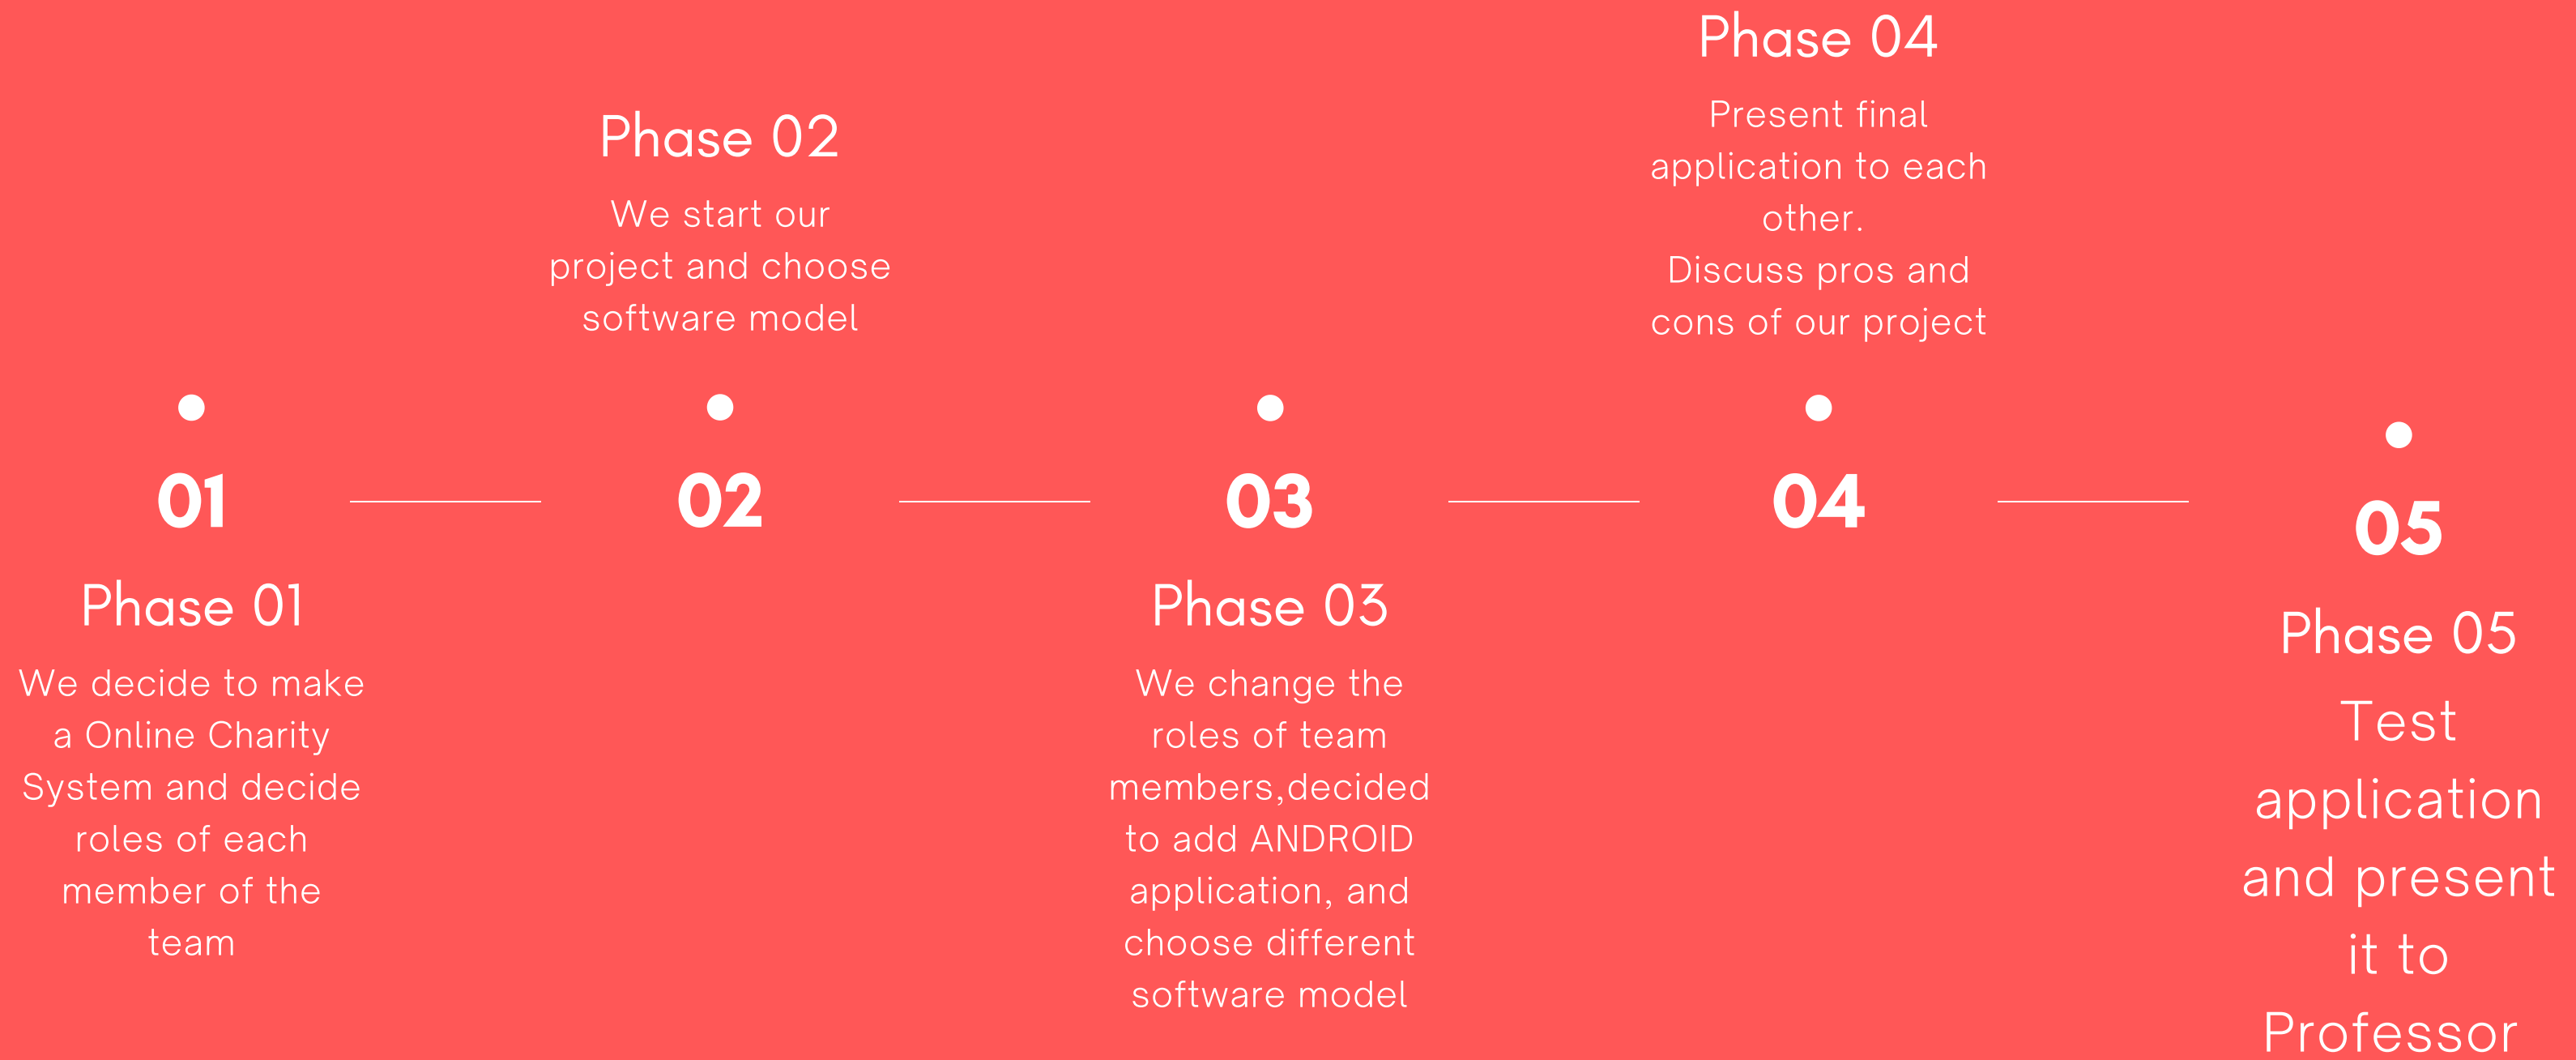 Phase 01
We decide to make
a Online Charity
System and decide
roles of each
member of the
team
01
Phase 02
We start our
project and choose
software model
02
03
Phase 03
We change the
roles of team
members,decided
to add ANDROID
application, and
choose different
software model
Phase 04
Present final
application to each
other.
Discuss pros and
cons of our project
04
05
Phase 05
Test
application
and present
it to
Professor